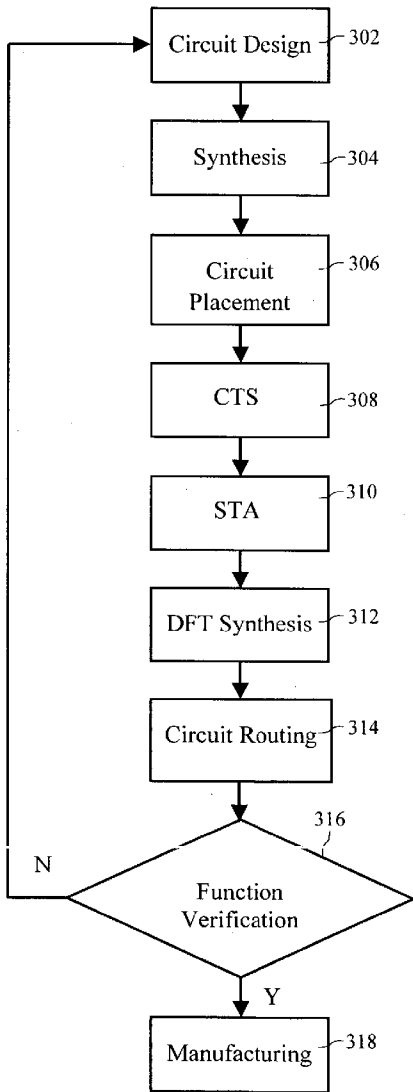 Circuit Design 302
Synthesis 304
Circuit
Placement 306
CTS 308
STA 310
DFT Synthesis 312
Circuit Routing 314
316
N
Function
Verification
Y
Manufacturing 318